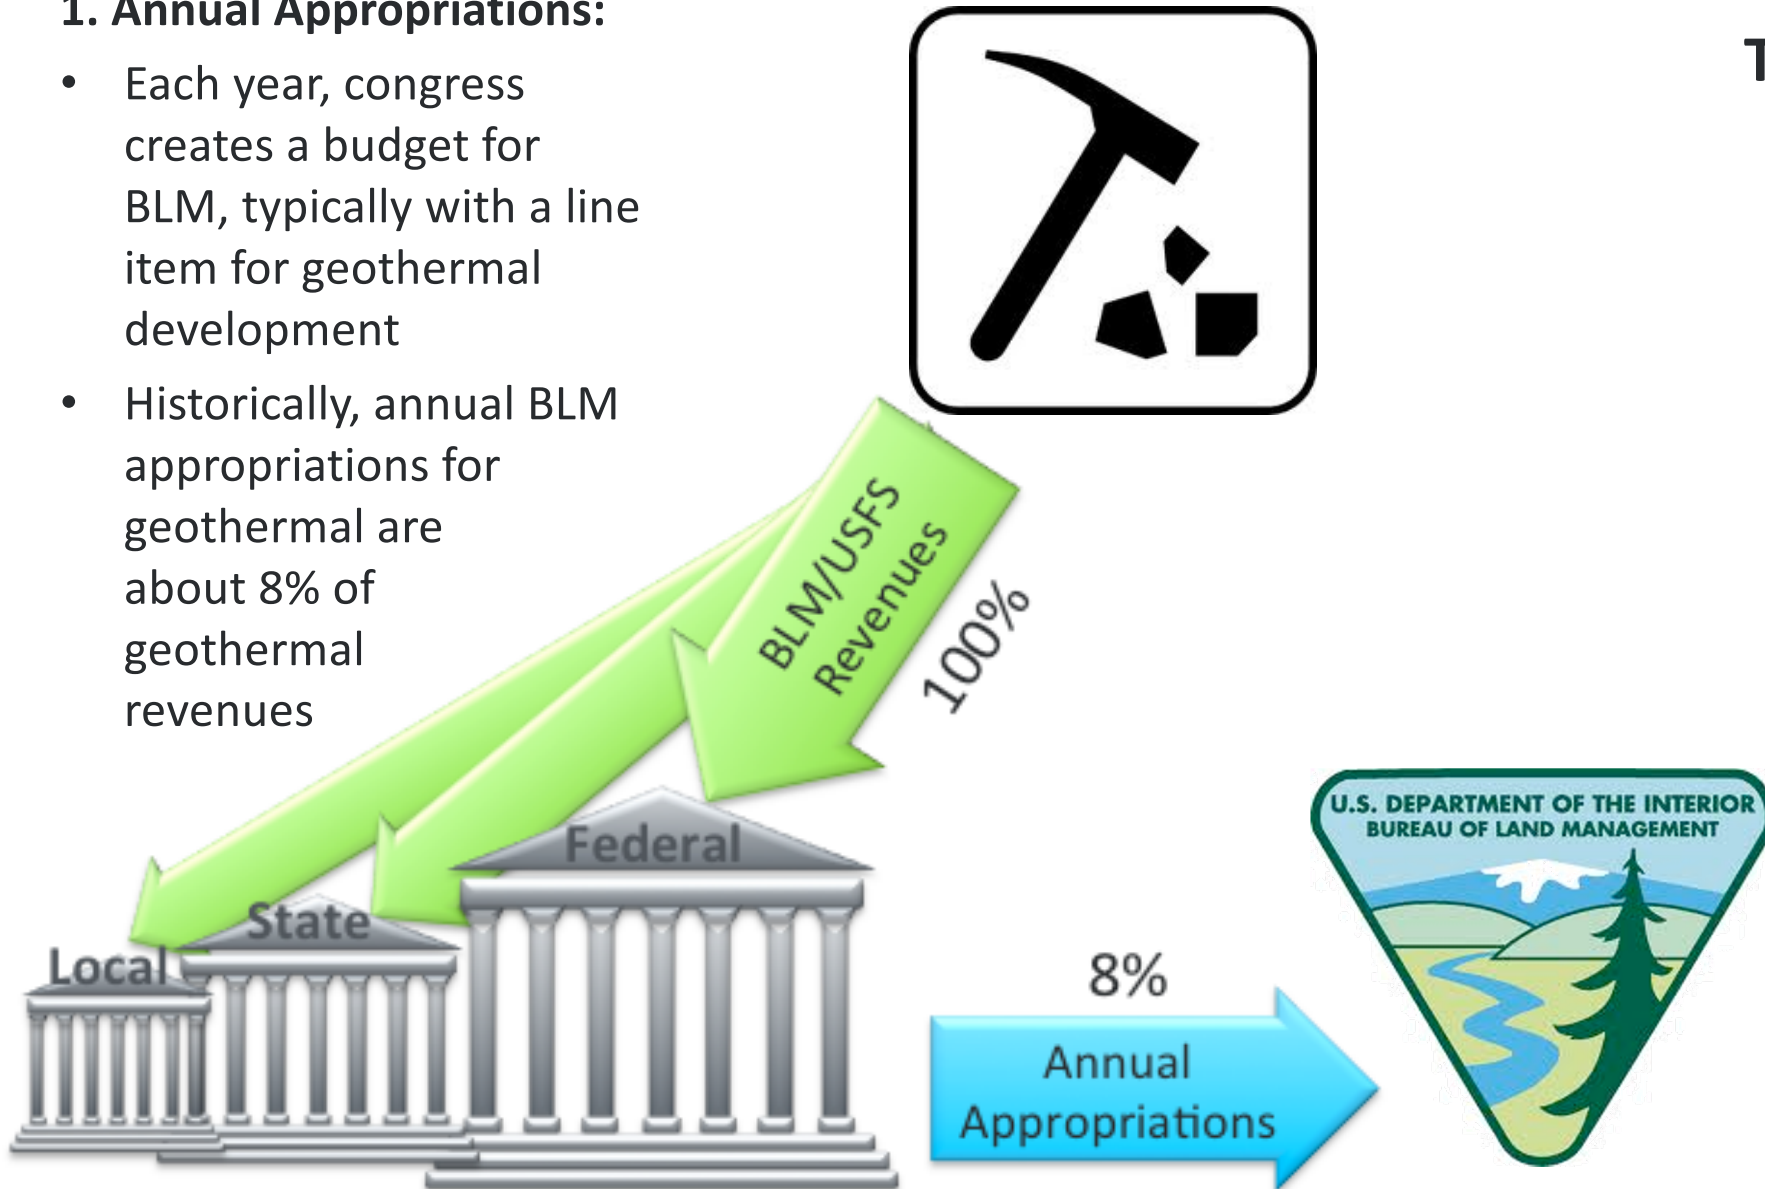 1. Annual Appropriations:
• Each year, congress
creates a budget for
BLM, typically with a line
item for geothermal
development
• Historically, annual BLM
appropriations for
geothermal are
about 8% of
geothermal
revenues
BLM/USFS
Revenues
100%
Federal
State
Local
8%
Annual
Appropriations
U.S. DEPARTMENT OF THE INTERIOR
BUREAU OF LAND MANAGEMENT
T